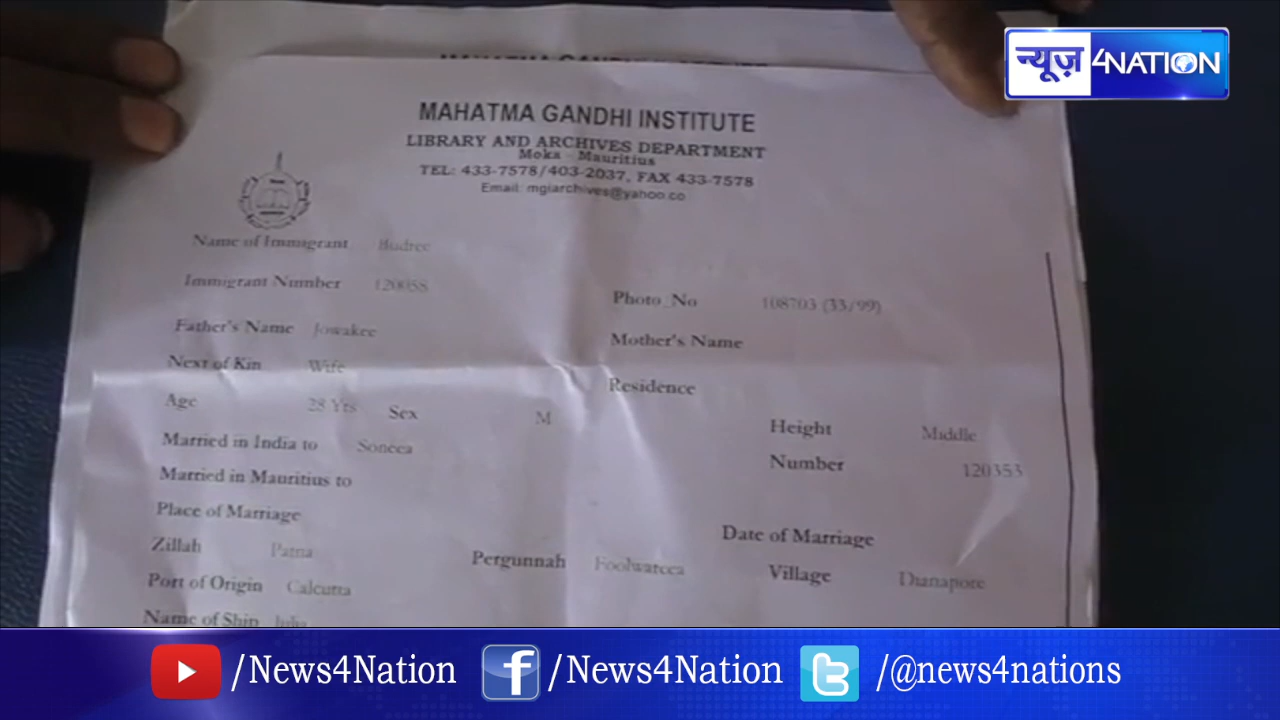 न्यूज़ 4NATION
MAHATMA GANDHI INSTITUTE
LIBRARY AND ARCHIVES DEPARTMENT
Moka - Mauritius
TEL: 433-7578/403-2037, FAX 433-7578
Email: mgiarchives@yahoo.co
Name of Immigrant Budree
Immigrant Number 120058
Photo_No 108703 (33/99)
Father's Name Jowakee
Mother's Name
Next of Kin Wife
Residence
Age 28 Yrs Sex M
Height Middle
Married in India to Soneea
Number 120353
Married in Mauritius to
Place of Marriage
Date of Marriage
Zillah Patna Pergunnah Foolwareea Village Dianapore
Port of Origin Calcutta
Name of Ship
/News4Nation /News4Nation /@news4nations